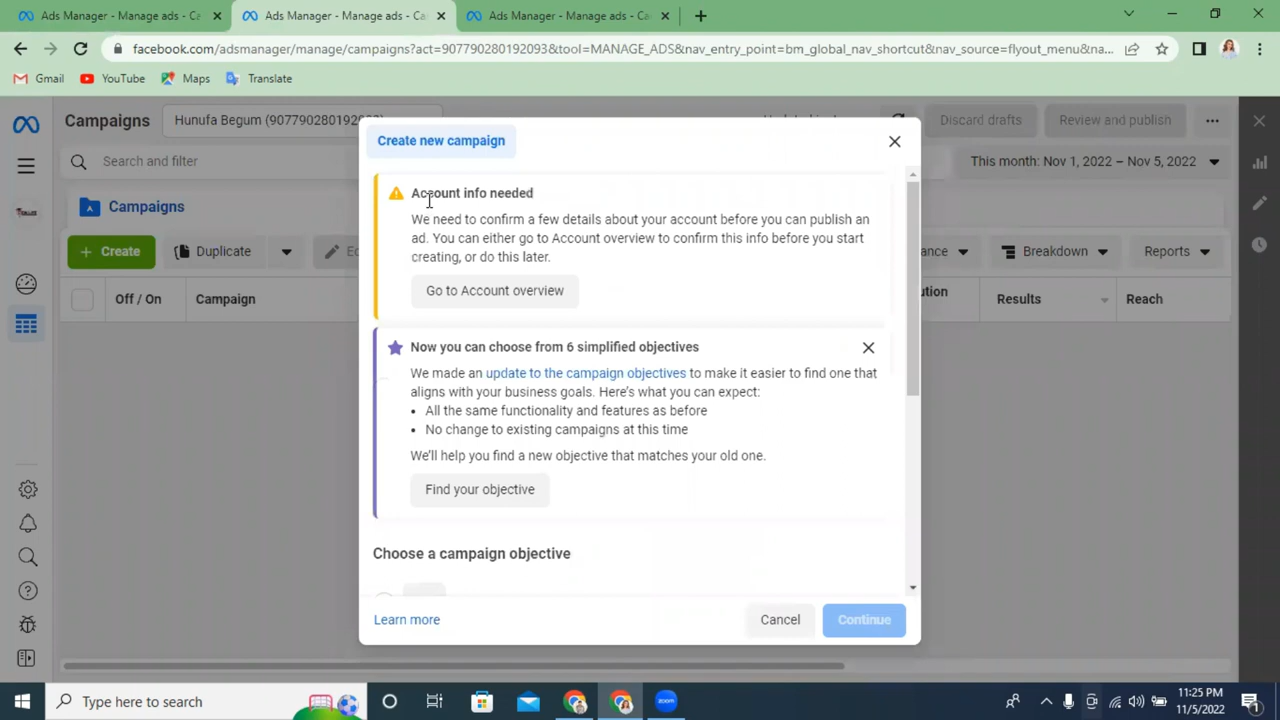 Ads Manager - Manage ads - Ca
Ads Manager - Manage ads - Ca
Ads Manager - Manage ads - Ca
facebook.com/adsmanager/manage/campaigns?act=907790280192093&tool=MANAGE_ADS&nav_entry_point=bm_global_nav_shortcut&nav_source=flyout_menu&na...
Gmail
YouTube
Maps
Translate
Campaigns
Hunufa Begum (907790280192
Discard drafts
Review and publish
Search and filter
This month: Nov 1, 2022 – Nov 5, 2022
Campaigns
+ Create
Duplicate
Breakdown
Reports
Off / On
Campaign
Results
Reach
Create new campaign
Account info needed
We need to confirm a few details about your account before you can publish an
ad. You can either go to Account overview to confirm this info before you start
creating, or do this later.
Go to Account overview
Now you can choose from 6 simplified objectives
We made an update to the campaign objectives to make it easier to find one that
aligns with your business goals. Here's what you can expect:
• All the same functionality and features as before
• No change to existing campaigns at this time
We'll help you find a new objective that matches your old one.
Find your objective
Choose a campaign objective
Learn more
Cancel
Continue
Type here to search
zoom
11:25 PM
11/5/2022
1